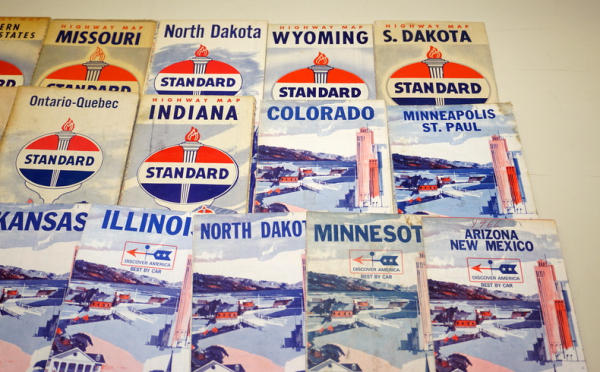 ERN
STATES
HIGHWAY MAP
MISSOURI
North Dakota
STANDARD
HIGHWAY MAP
WYOMING
STANDARD
HIGHWAY MAP
S. DAKOTA
STANDARD
Ontario-Quebec
STANDARD
HIGHWAY MAP
INDIANA
STANDARD
COLORADO
MINNEAPOLIS
ST. PAUL
KANSAS
ILLINOI
DISCOVER AMERICA
BEST BY CAR
NORTH DAKOT
MINNESOT
DISCOVER AMERICA
BEST BY CAR
ARIZONA
NEW MEXICO
DISCOVER AMERICA
BEST BY CAR